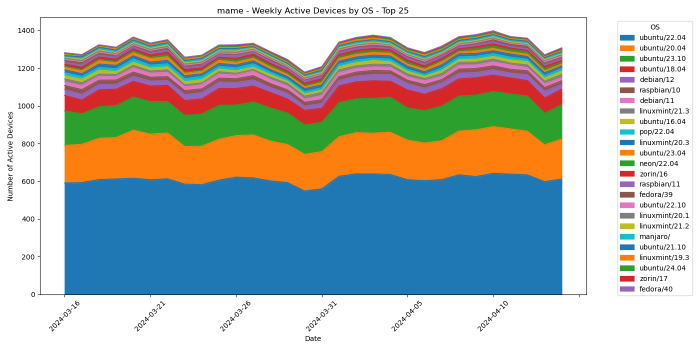 mame - Weekly Active Devices by OS - Top 25
Number of Active Devices
1400
1200
1000
800
600
400
200
0
2024-03-16
2024-03-21
2024-03-26
2024-03-31
2024-04-05
2024-04-10
Date
OS
ubuntu/22.04
ubuntu/20.04
ubuntu/23.10
ubuntu/18.04
debian/12
raspbian/10
debian/11
linuxmint/21.3
ubuntu/16.04
pop/22.04
linuxmint/20.3
ubuntu/23.04
neon/22.04
zorin/16
raspbian/11
fedora/39
ubuntu/22.10
linuxmint/20.1
linuxmint/21.2
manjaro/
ubuntu/21.10
linuxmint/19.3
ubuntu/24.04
zorin/17
fedora/40